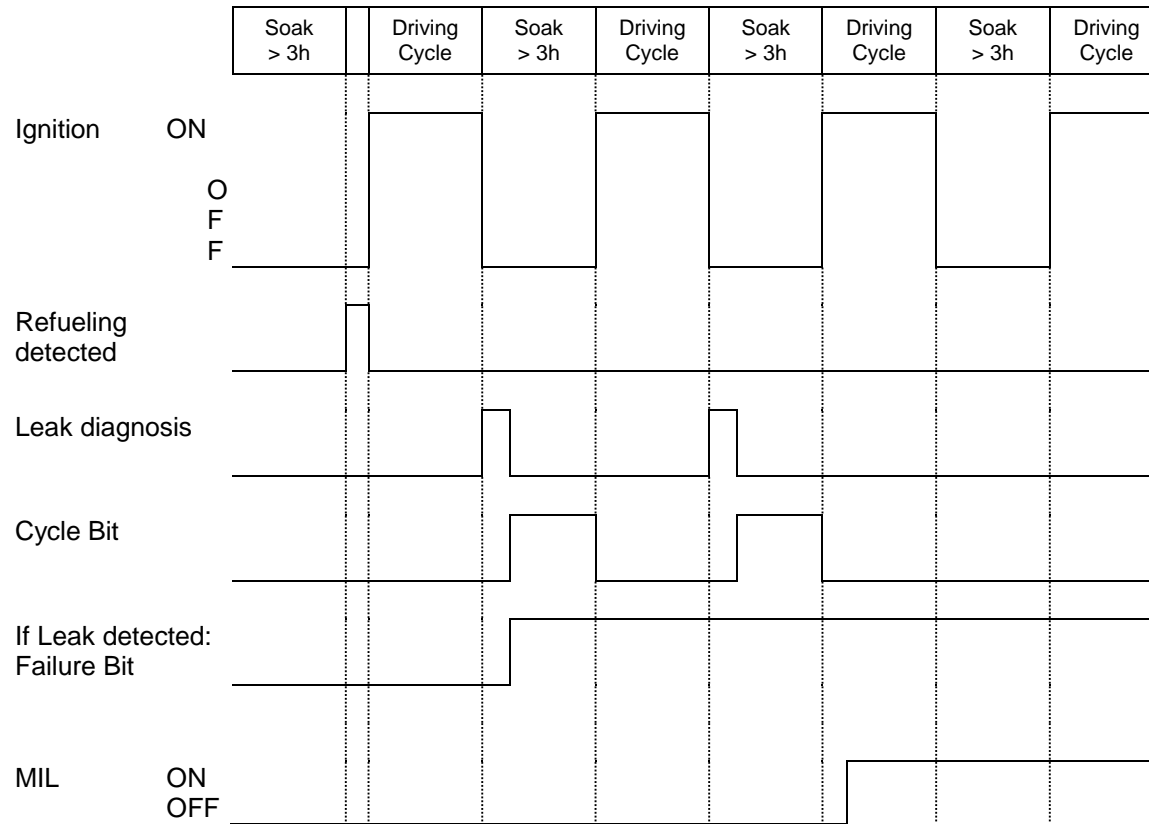 Soak
> 3h
Driving
Cycle
Soak
> 3h
Driving
Cycle
Soak
> 3h
Driving
Cycle
Soak
> 3h
Driving
Cycle
Ignition ON
O
F
F
Refueling
detected
Leak diagnosis
Cycle Bit
If Leak detected:
Failure Bit
MIL ON
OFF